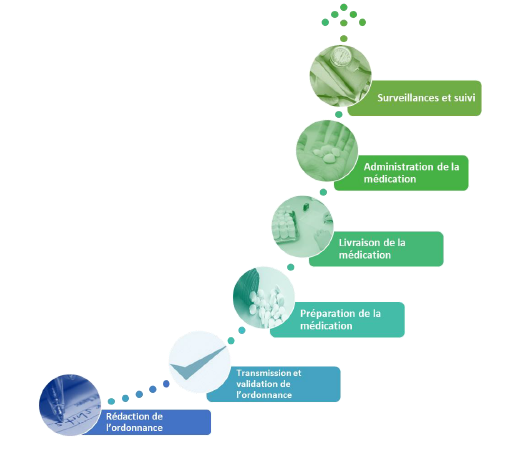 Surveillances et suivi
Administration de la
médication
Livraison de la
médication
Préparation de la
médication
Transmission et
validation de
l'ordonnance
Rédaction de
l'ordonnance